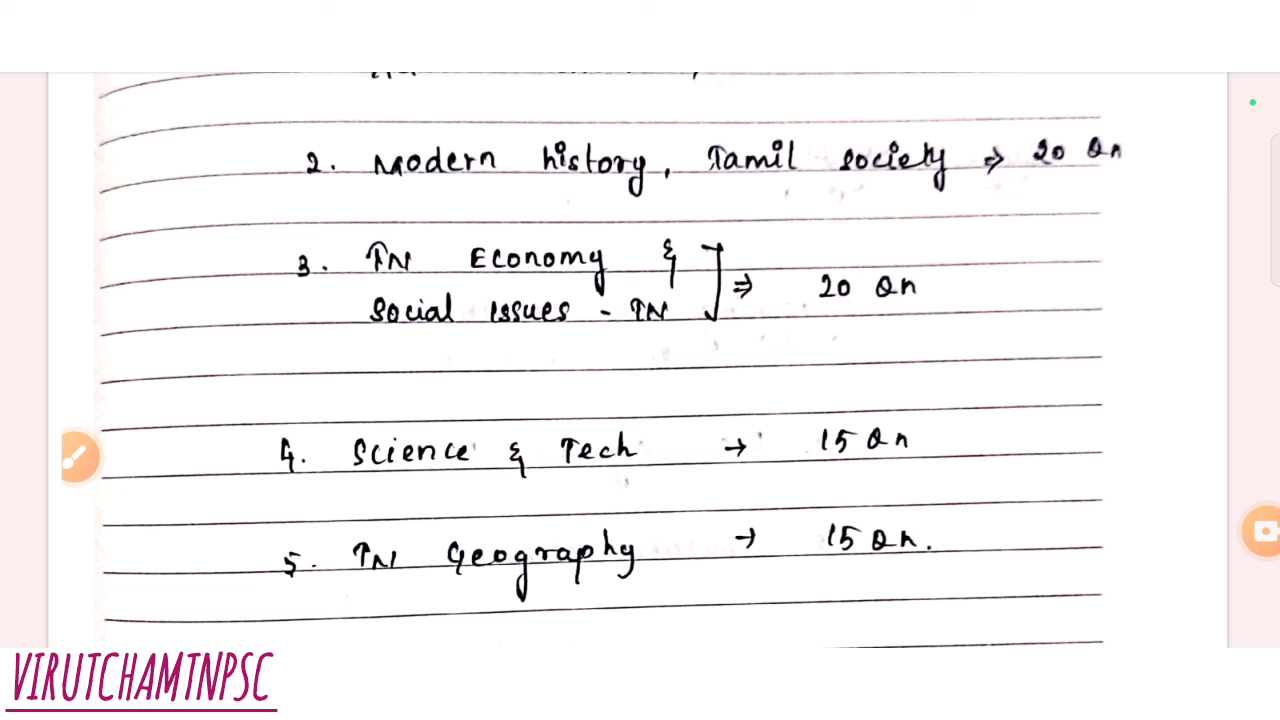 2. Modern history, Tamil society ⇒ 20 Qn
3. TN Economy &
Social Issues - TN ] ⇒ 20 Qn
4. Science & Tech → 15 Qn
5. TN Geography → 15 Qn.
VIRUTCHAMTNPSC